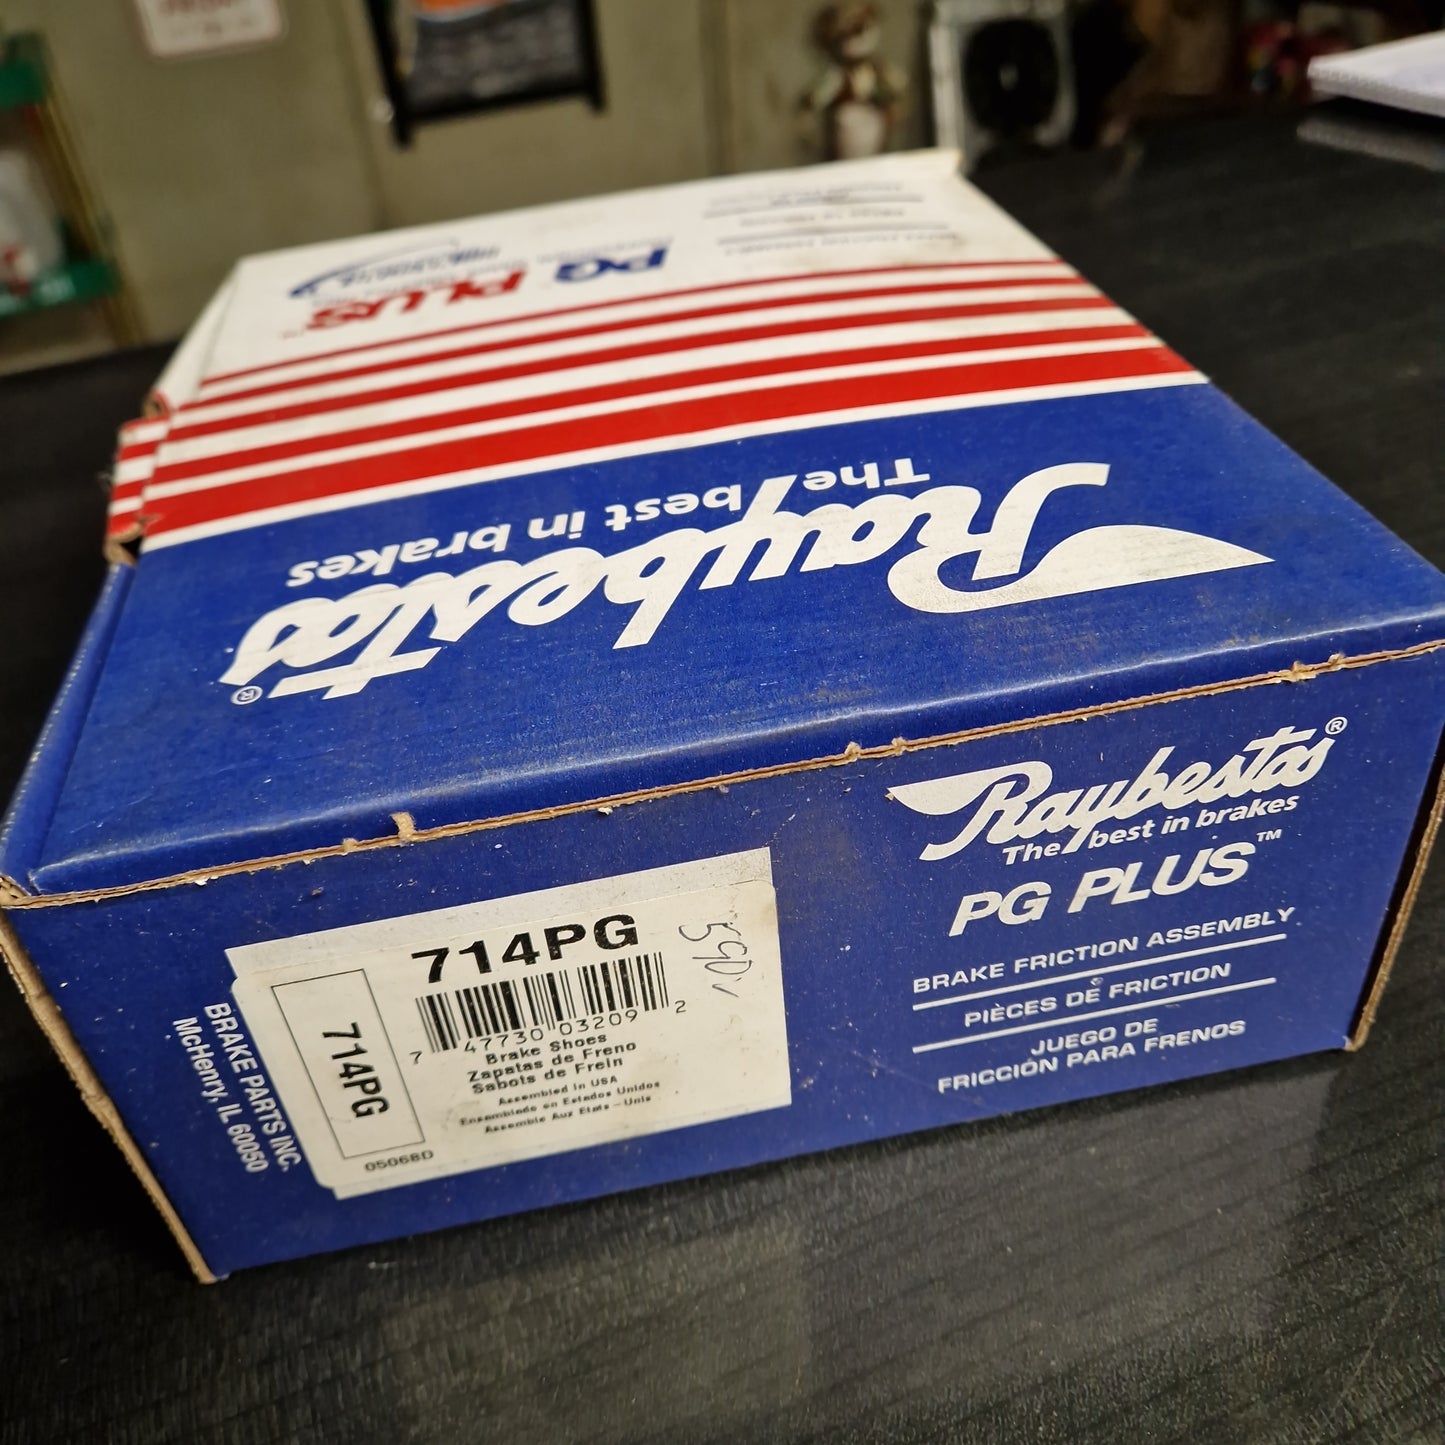 PG PLUS
Raybestos®
The best in brakes
Raybestos®
The best in brakes
PG PLUS™
BRAKE FRICTION ASSEMBLY
PIÈCES DE FRICTION
JUEGO DE
FRICCIÓN PARA FRENOS
714PG
7 47730 03209 2
Brake Shoes
Zapatas de Freno
Sabots de Frein
Assembled in USA
Ensamblado en Estados Unidos
Assemble Aux Etats-Unis
714PG
05068D
BRAKE PARTS INC.
McHenry, IL 60050